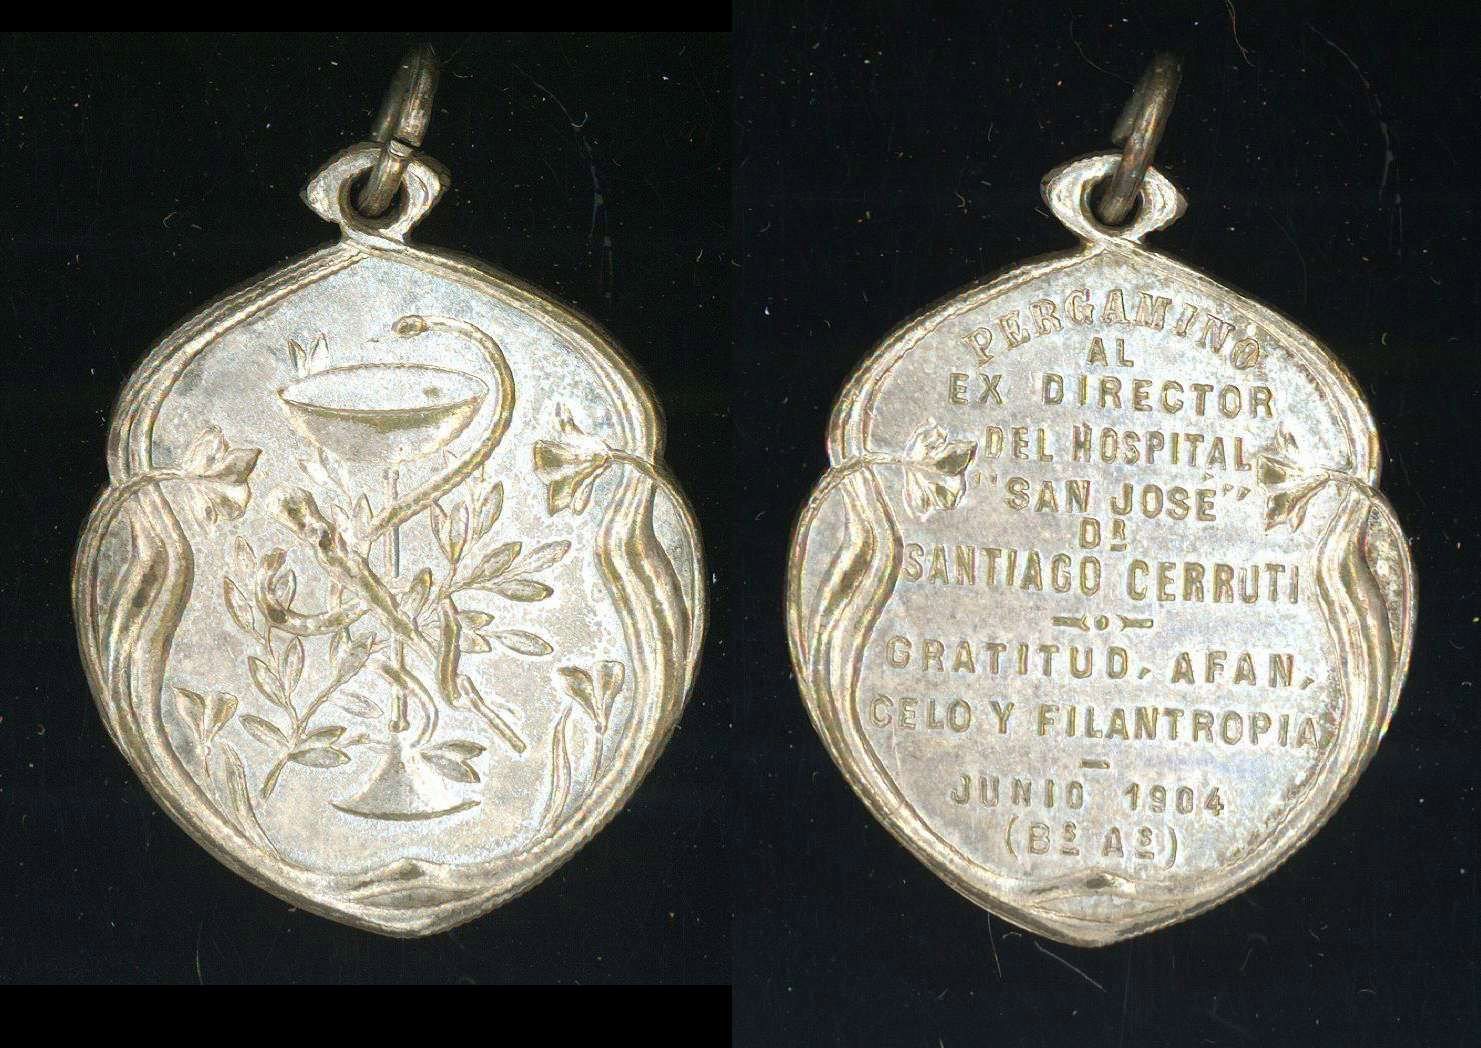 PERGAMINO
AL
EX DIRECTOR
DEL HOSPITAL
"SAN JOSÉ"
Dr
SANTIAGO CERRUTI
GRATITUD, AFAN,
CELO Y FILANTROPIA
JUNIO 1904
(Bs As)